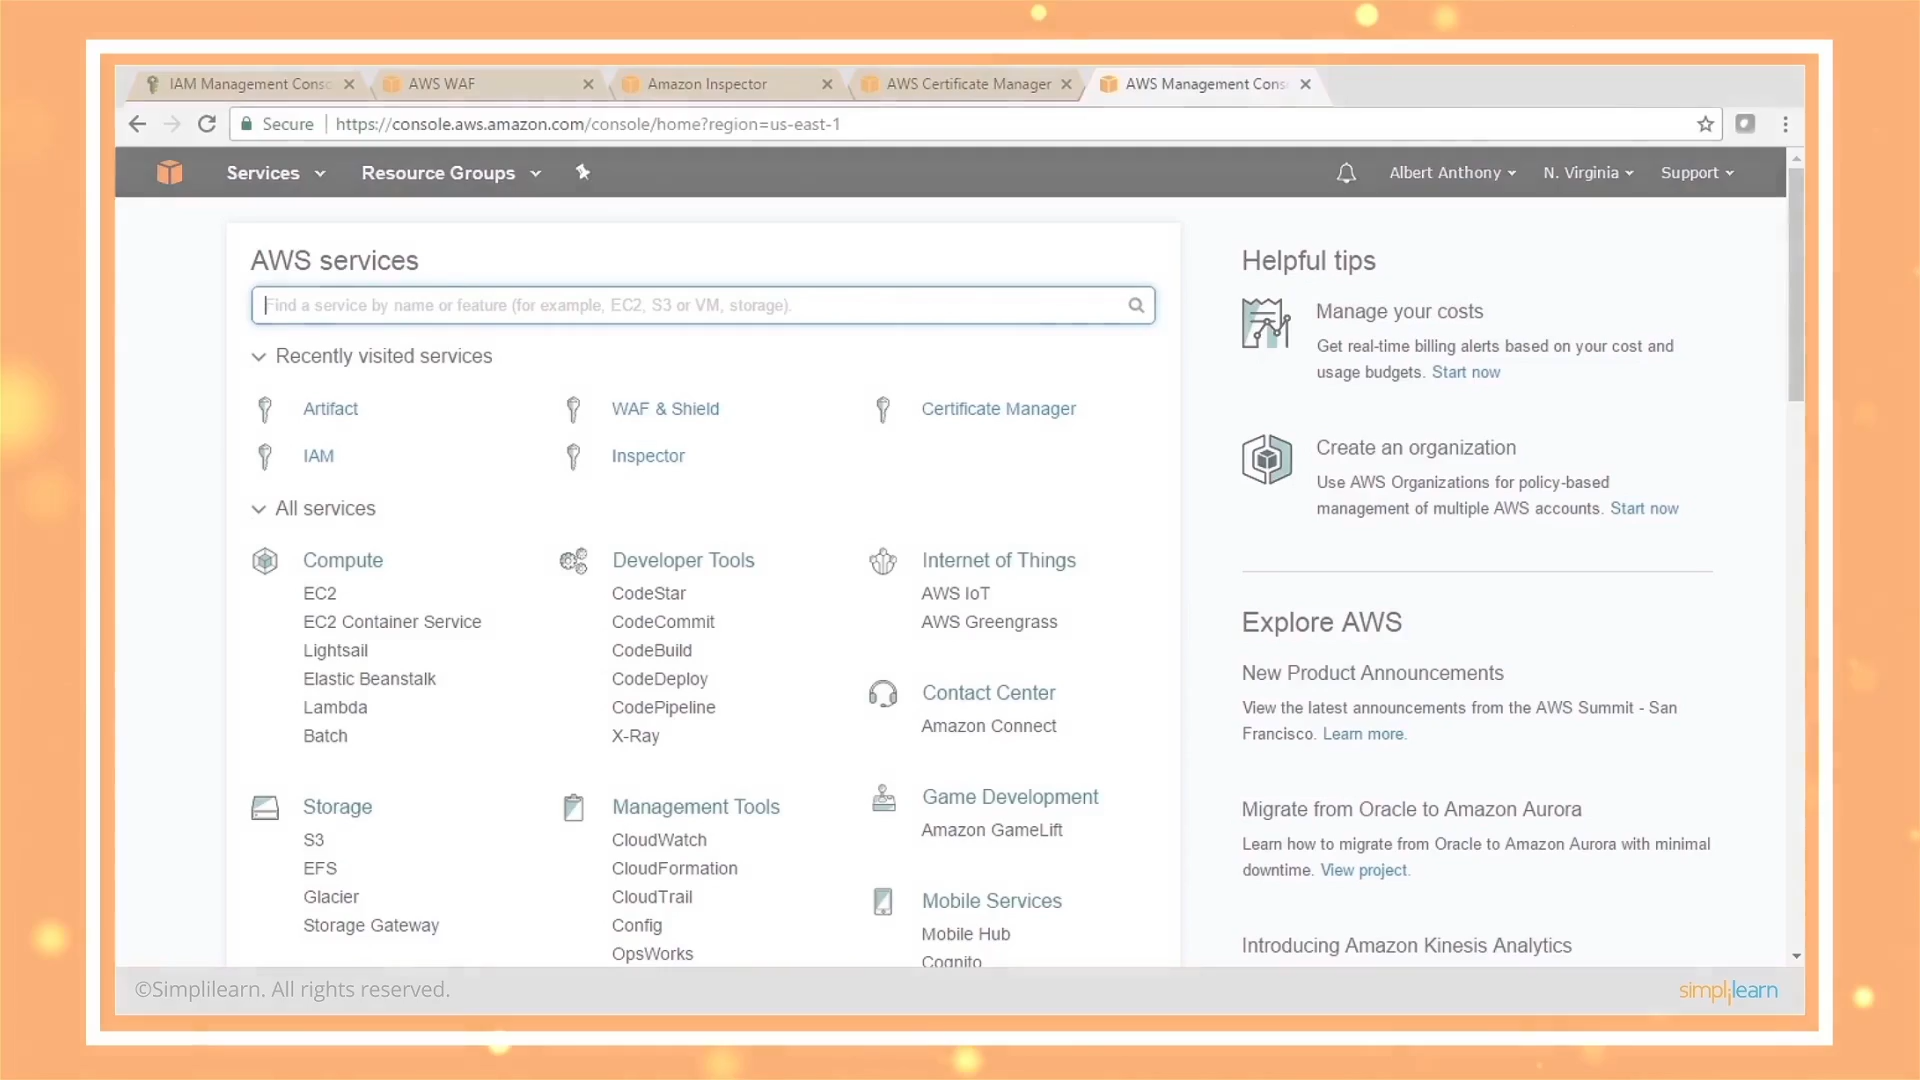 IAM Management Conso
AWS WAF
Amazon Inspector
AWS Certificate Manager
AWS Management Cons
Secure
https://console.aws.amazon.com/console/home?region=us-east-1
Services
Resource Groups
Albert Anthony
N. Virginia
Support
AWS services
Find a service by name or feature (for example, EC2, S3 or VM, storage).
Recently visited services
Artifact
WAF & Shield
Certificate Manager
IAM
Inspector
All services
Compute
EC2
EC2 Container Service
Lightsail
Elastic Beanstalk
Lambda
Batch
Storage
S3
EFS
Glacier
Storage Gateway
Developer Tools
CodeStar
CodeCommit
CodeBuild
CodeDeploy
CodePipeline
X-Ray
Management Tools
CloudWatch
CloudFormation
CloudTrail
Config
OpsWorks
Internet of Things
AWS IoT
AWS Greengrass
Contact Center
Amazon Connect
Game Development
Amazon GameLift
Mobile Services
Mobile Hub
Cognito
Helpful tips
Manage your costs
Get real-time billing alerts based on your cost and
usage budgets. Start now
Create an organization
Use AWS Organizations for policy-based
management of multiple AWS accounts. Start now
Explore AWS
New Product Announcements
View the latest announcements from the AWS Summit - San
Francisco. Learn more.
Migrate from Oracle to Amazon Aurora
Learn how to migrate from Oracle to Amazon Aurora with minimal
downtime. View project.
Introducing Amazon Kinesis Analytics
©Simplilearn. All rights reserved.
simplilearn